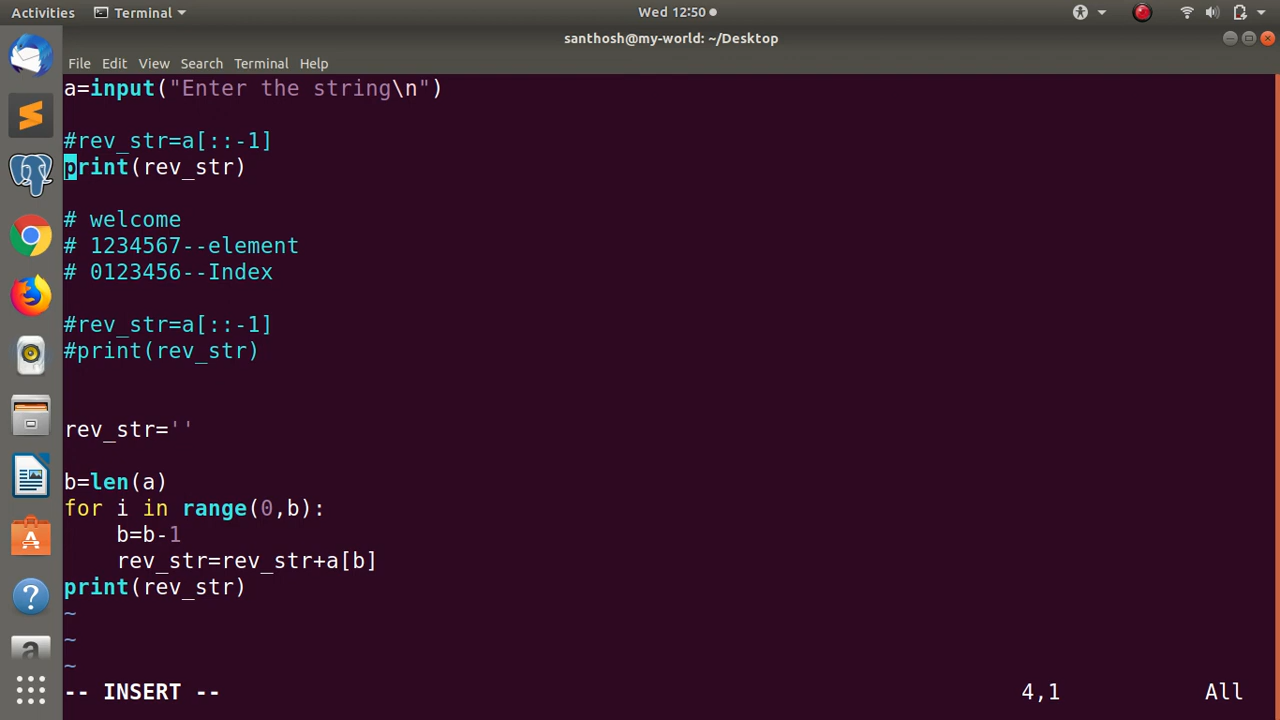 Activities Terminal Wed 12:50
santhosh@my-world: ~/Desktop
File Edit View Search Terminal Help
a=input("Enter the string\n")
#rev_str=a[::-1]
print(rev_str)
# welcome
# 1234567--element
# 0123456--Index
#rev_str=a[::-1]
#print(rev_str)
rev_str=''
b=len(a)
for i in range(0,b):
    b=b-1
    rev_str=rev_str+a[b]
print(rev_str)
~
~
~
-- INSERT -- 4,1 All